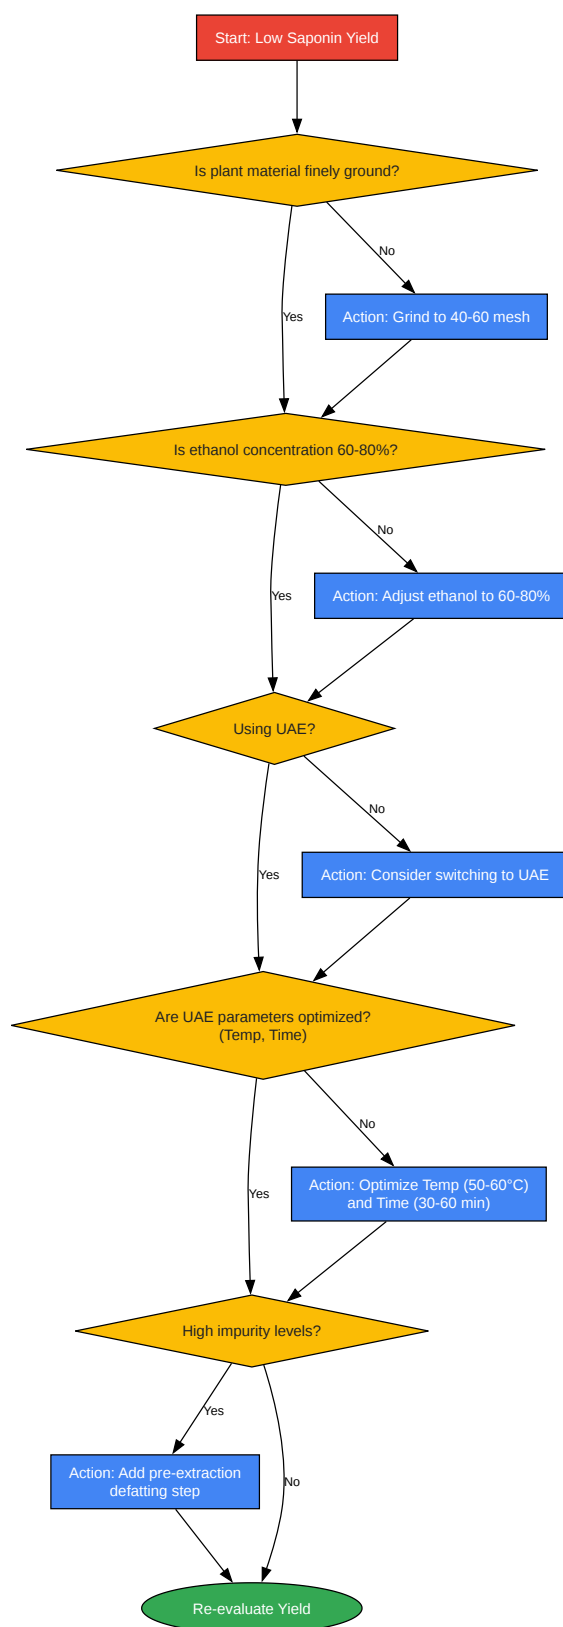 Start: Low Saponin Yield
Is plant material finely ground?
No
Yes
Action: Grind to 40-60 mesh
Is ethanol concentration 60-80%?
No
Yes
Action: Adjust ethanol to 60-80%
Using UAE?
No
Yes
Action: Consider switching to UAE
Are UAE parameters optimized?
(Temp, Time)
No
Yes
Action: Optimize Temp (50-60°C)
and Time (30-60 min)
High impurity levels?
Yes
No
Action: Add pre-extraction
defatting step
Re-evaluate Yield